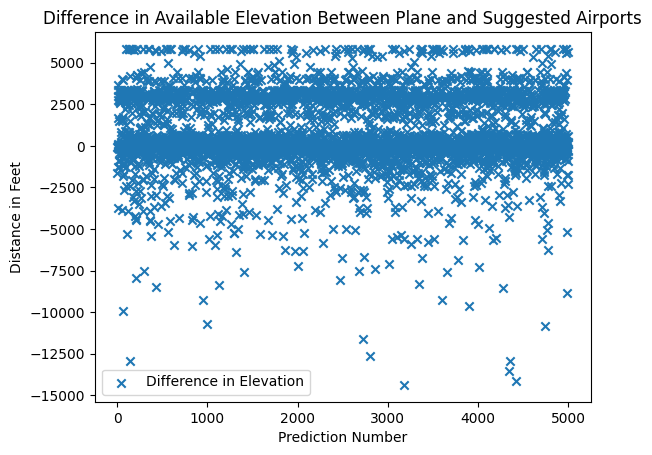 Difference in Available Elevation Between Plane and Suggested Airports
Distance in Feet
5000
2500
0
−2500
−5000
−7500
−10000
−12500
−15000
Difference in Elevation
0 1000 2000 3000 4000 5000
Prediction Number